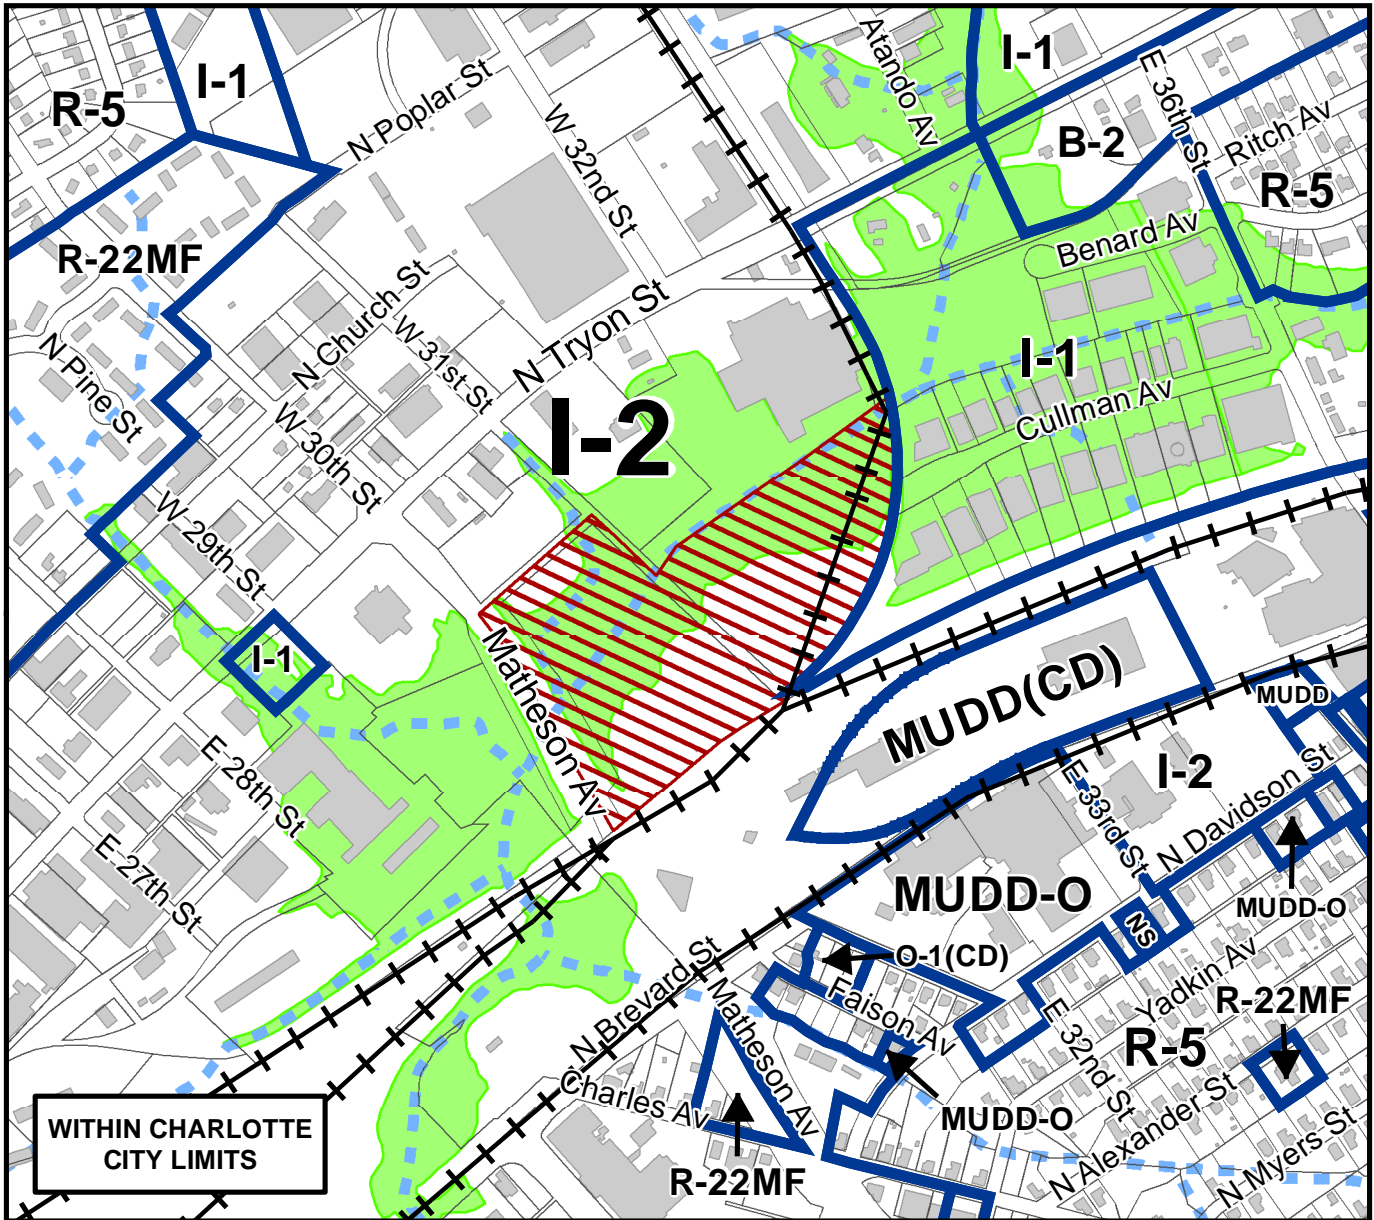 I-1
R-5
N Poplar St
Atando Av
I-1
E 36th St
B-2
Ritch Av
R-5
W 32nd St
R-22MF
N Church St
Benard Av
N Tryon St
W 31st St
N Pine St
I-1
Cullman Av
I-2
W 30th St
W 29th St
I-1
Matheson Av
MUDD(CD)
MUDD
E 28th St
I-2
E 33rd St
N Davidson St
E 27th St
MUDD-O
MUDD-O
NS
O-1(CD)
Yadkin Av
N Brevard St
Matheson Av
Faison Av
R-22MF
E 32nd St
R-5
Charles Av
MUDD-O
N Alexander St
N Myers St
R-22MF
WITHIN CHARLOTTE
CITY LIMITS